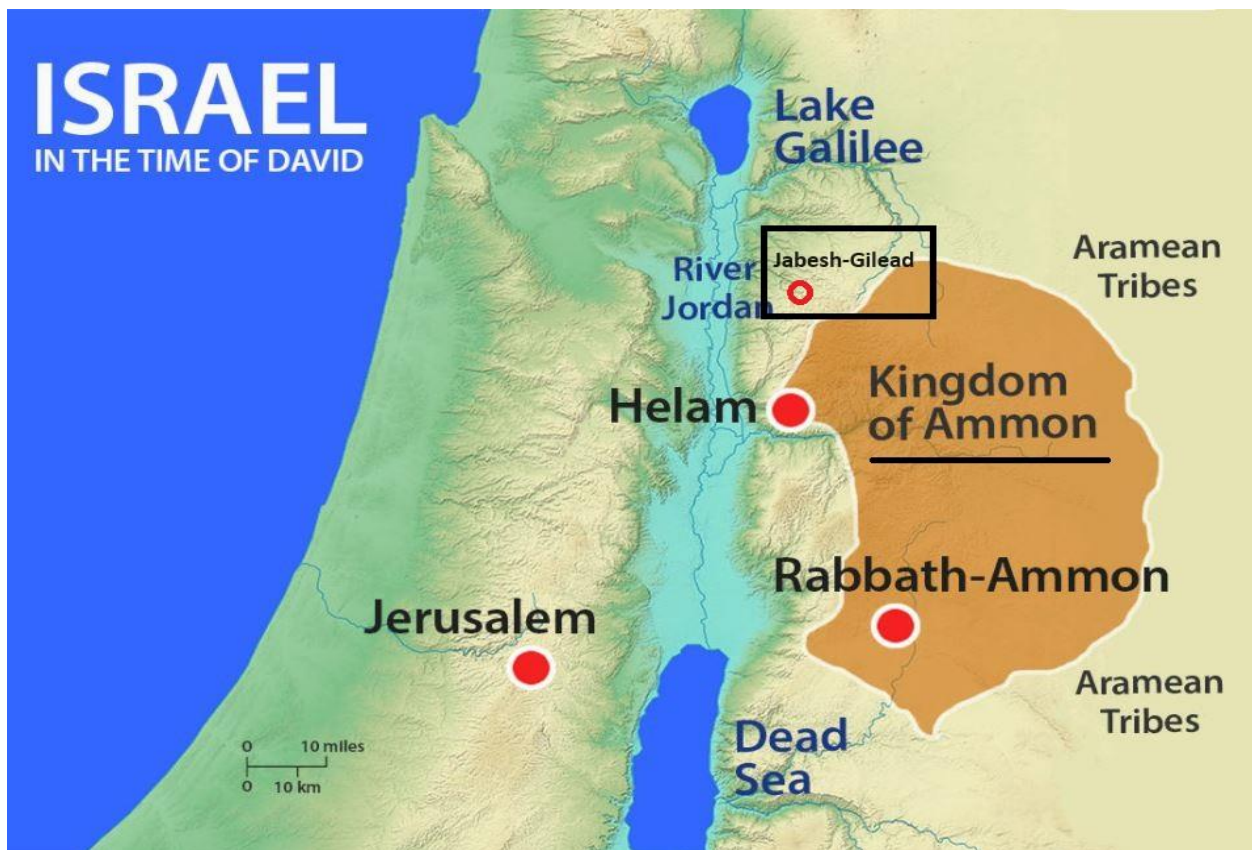 ISRAEL
IN THE TIME OF DAVID
Lake
Galilee
River
Jordan
Jabesh-Gilead
Aramean
Tribes
Helam
Kingdom
of Ammon
Rabbath-Ammon
Jerusalem
Aramean
Tribes
Dead
Sea
0 10 miles
0 10 km